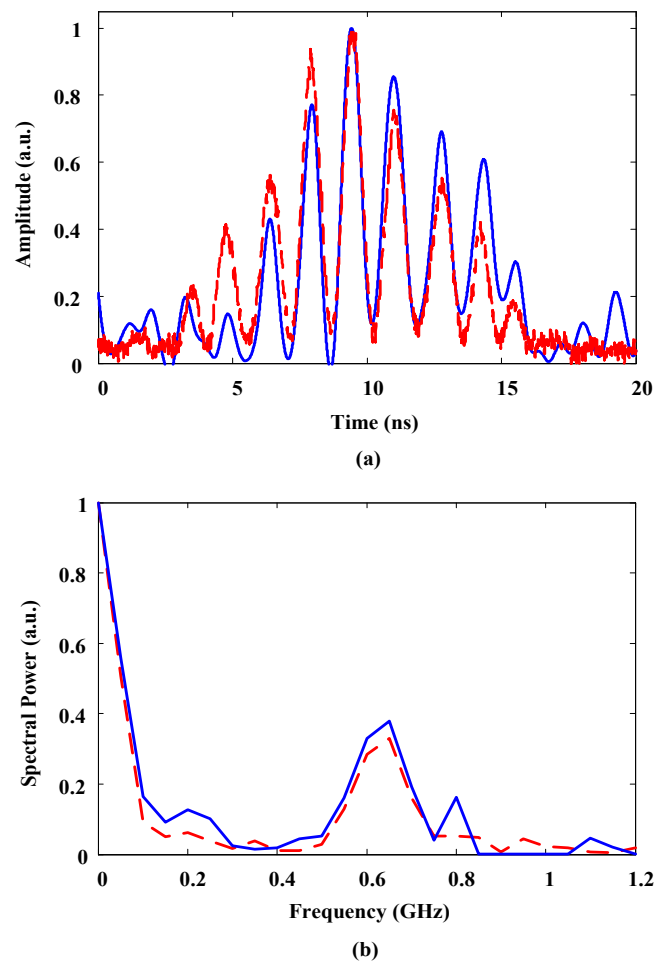 1
0.8
0.6
0.4
0.2
0
Amplitude (a.u.)
0 5 10 15 20
Time (ns)
(a)
1
0.8
0.6
0.4
0.2
0
Spectral Power (a.u.)
0 0.2 0.4 0.6 0.8 1 1.2
Frequency (GHz)
(b)